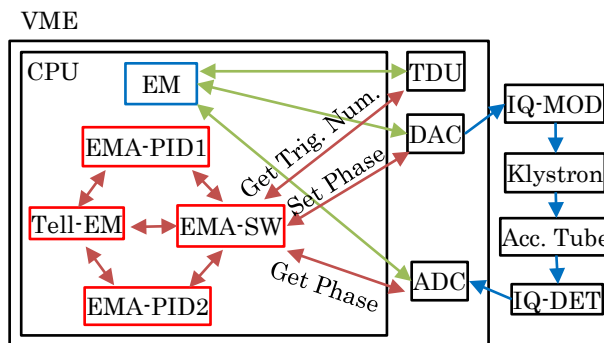 VME
CPU
EM
TDU
DAC
IQ-MOD
Get Trig. Num.
Set Phase
EMA-PID1
Klystron
Tell-EM
EMA-SW
Acc. Tube
Get Phase
ADC
EMA-PID2
IQ-DET